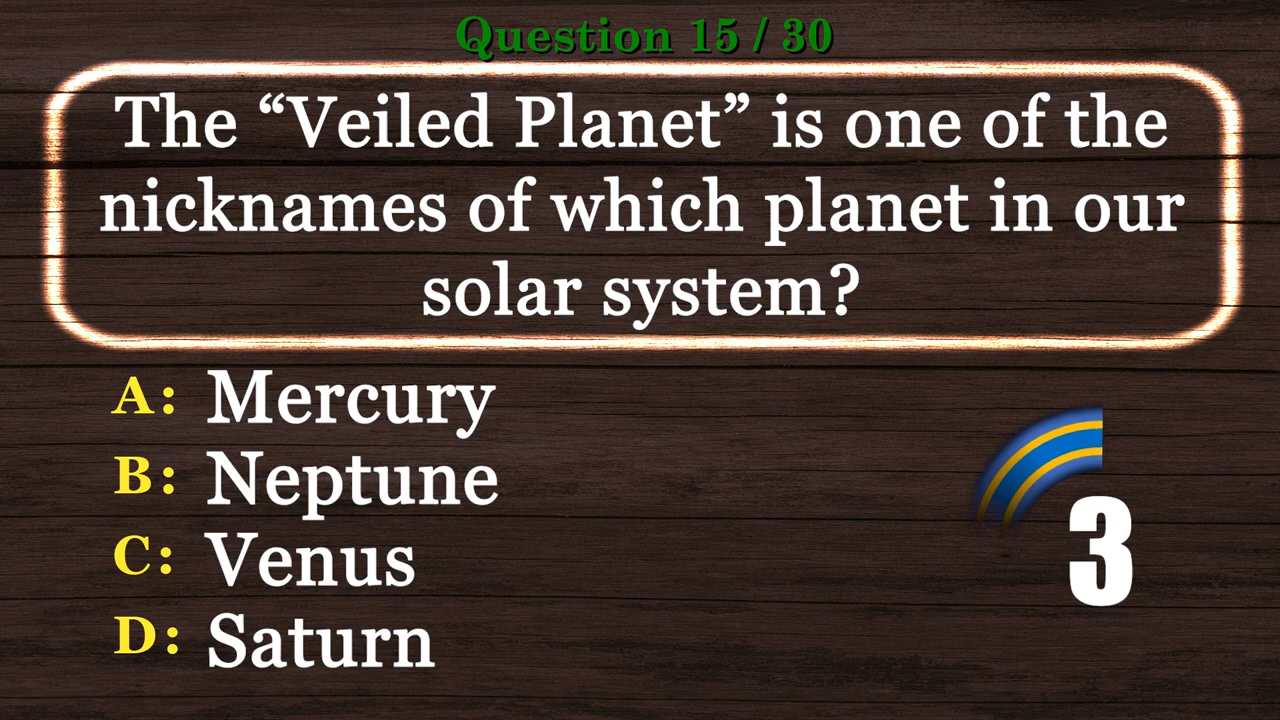 Question 15 / 30
The “Veiled Planet” is one of the
nicknames of which planet in our
solar system?
A: Mercury
B: Neptune
C: Venus
D: Saturn
3